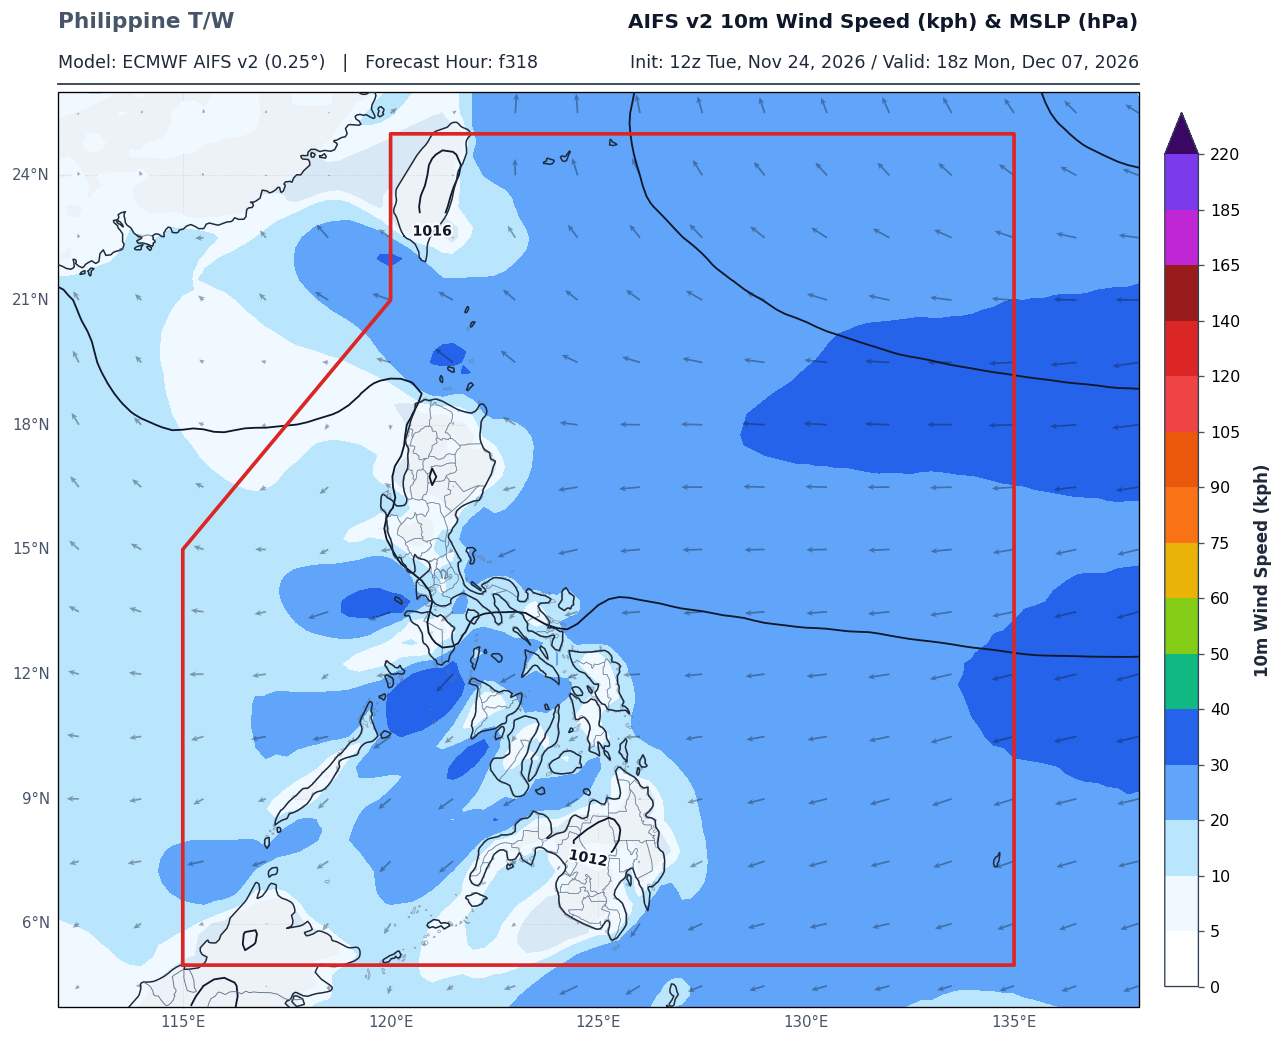 Philippine T/W
AIFS v2 10m Wind Speed (kph) & MSLP (hPa)
Model: ECMWF AIFS v2 (0.25°)   |   Forecast Hour: f318
Init: 12z Tue, Nov 24, 2026 / Valid: 18z Mon, Dec 07, 2026
24°N
21°N
18°N
15°N
12°N
9°N
6°N
115°E
120°E
125°E
130°E
135°E
1016
1012
220
185
165
140
120
105
90
75
60
50
40
30
20
10
5
0
10m Wind Speed (kph)